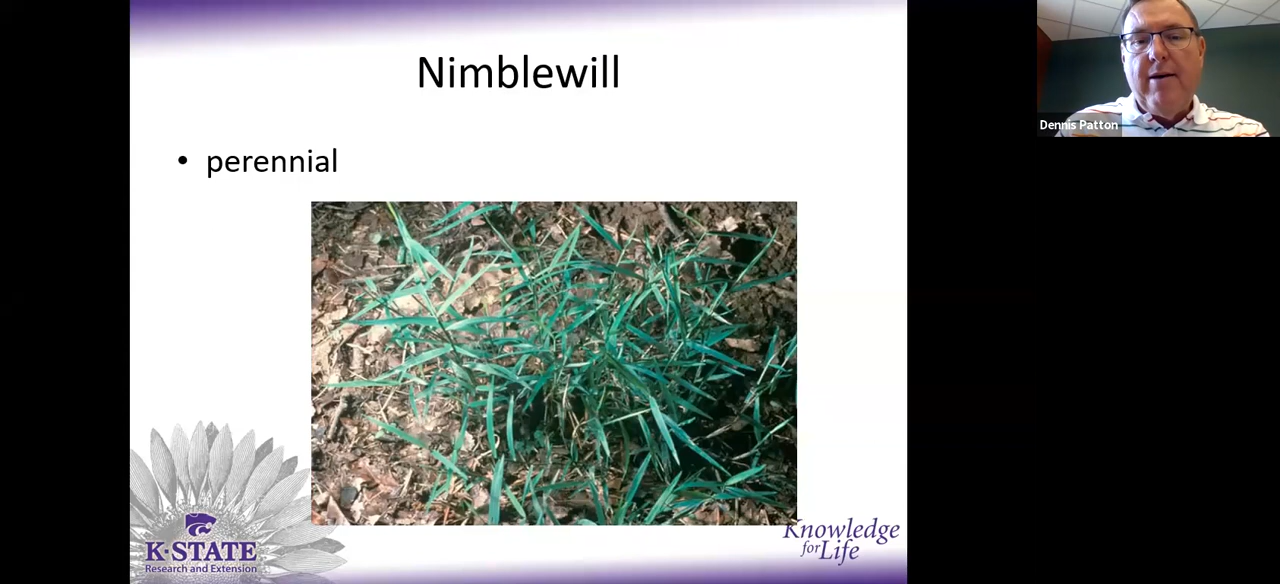 Nimblewill
• perennial
Dennis Patton
K-STATE
Research and Extension
Knowledge
for Life